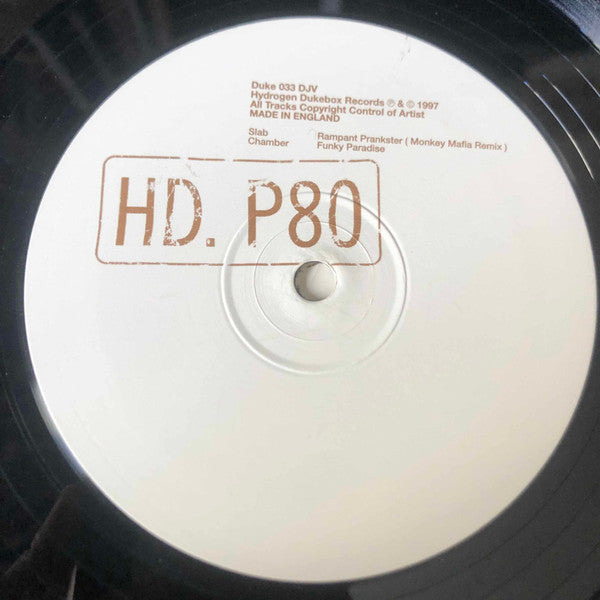 Duke 033 DJV
Hydrogen Dukebox Records ℗ & © 1997
All Tracks Copyright Control of Artist
MADE IN ENGLAND
Slab Rampant Prankster ( Monkey Mafia Remix )
Chamber Funky Paradise
HD. P80